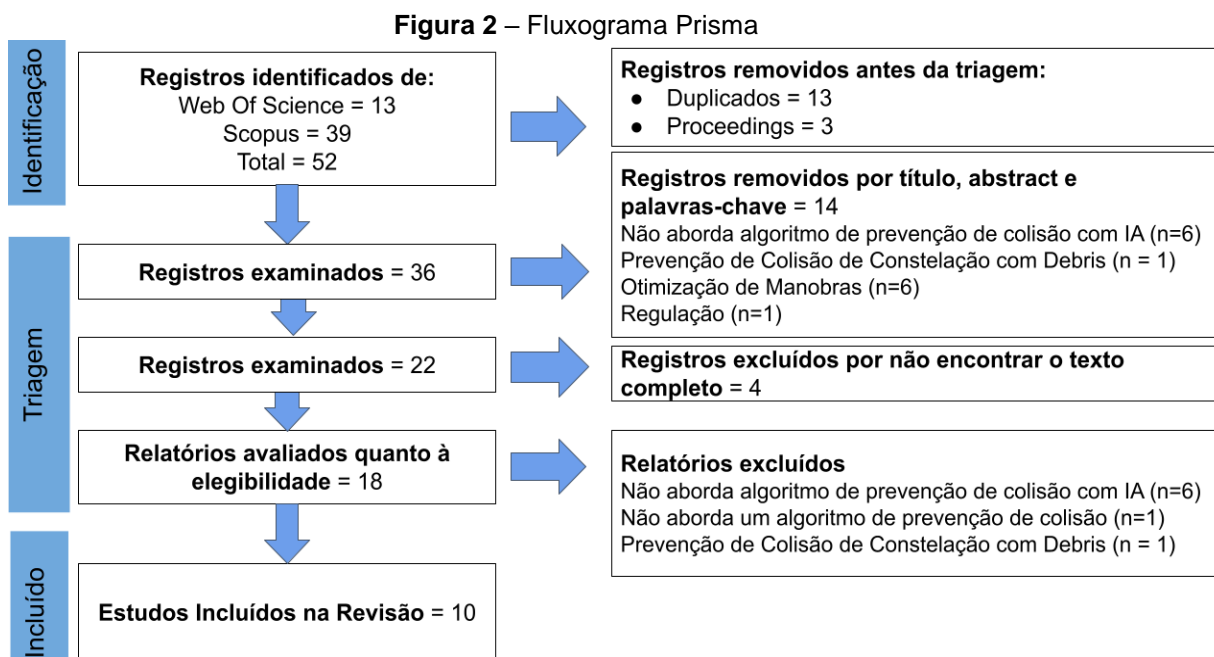 Figura 2 – Fluxograma Prisma
Identificação
Registros identificados de:
Web Of Science = 13
Scopus = 39
Total = 52
Registros removidos antes da triagem:
● Duplicados = 13
● Proceedings = 3
Registros removidos por título, abstract e
palavras-chave = 14
Não aborda algoritmo de prevenção de colisão com IA (n=6)
Prevenção de Colisão de Constelação com Debris (n = 1)
Otimização de Manobras (n=6)
Regulação (n=1)
Triagem
Registros examinados = 36
Registros examinados = 22
Registros excluídos por não encontrar o texto
completo = 4
Relatórios avaliados quanto à
elegibilidade = 18
Relatórios excluídos
Não aborda algoritmo de prevenção de colisão com IA (n=6)
Não aborda um algoritmo de prevenção de colisão (n=1)
Prevenção de Colisão de Constelação com Debris (n = 1)
Incluído
Estudos Incluídos na Revisão = 10